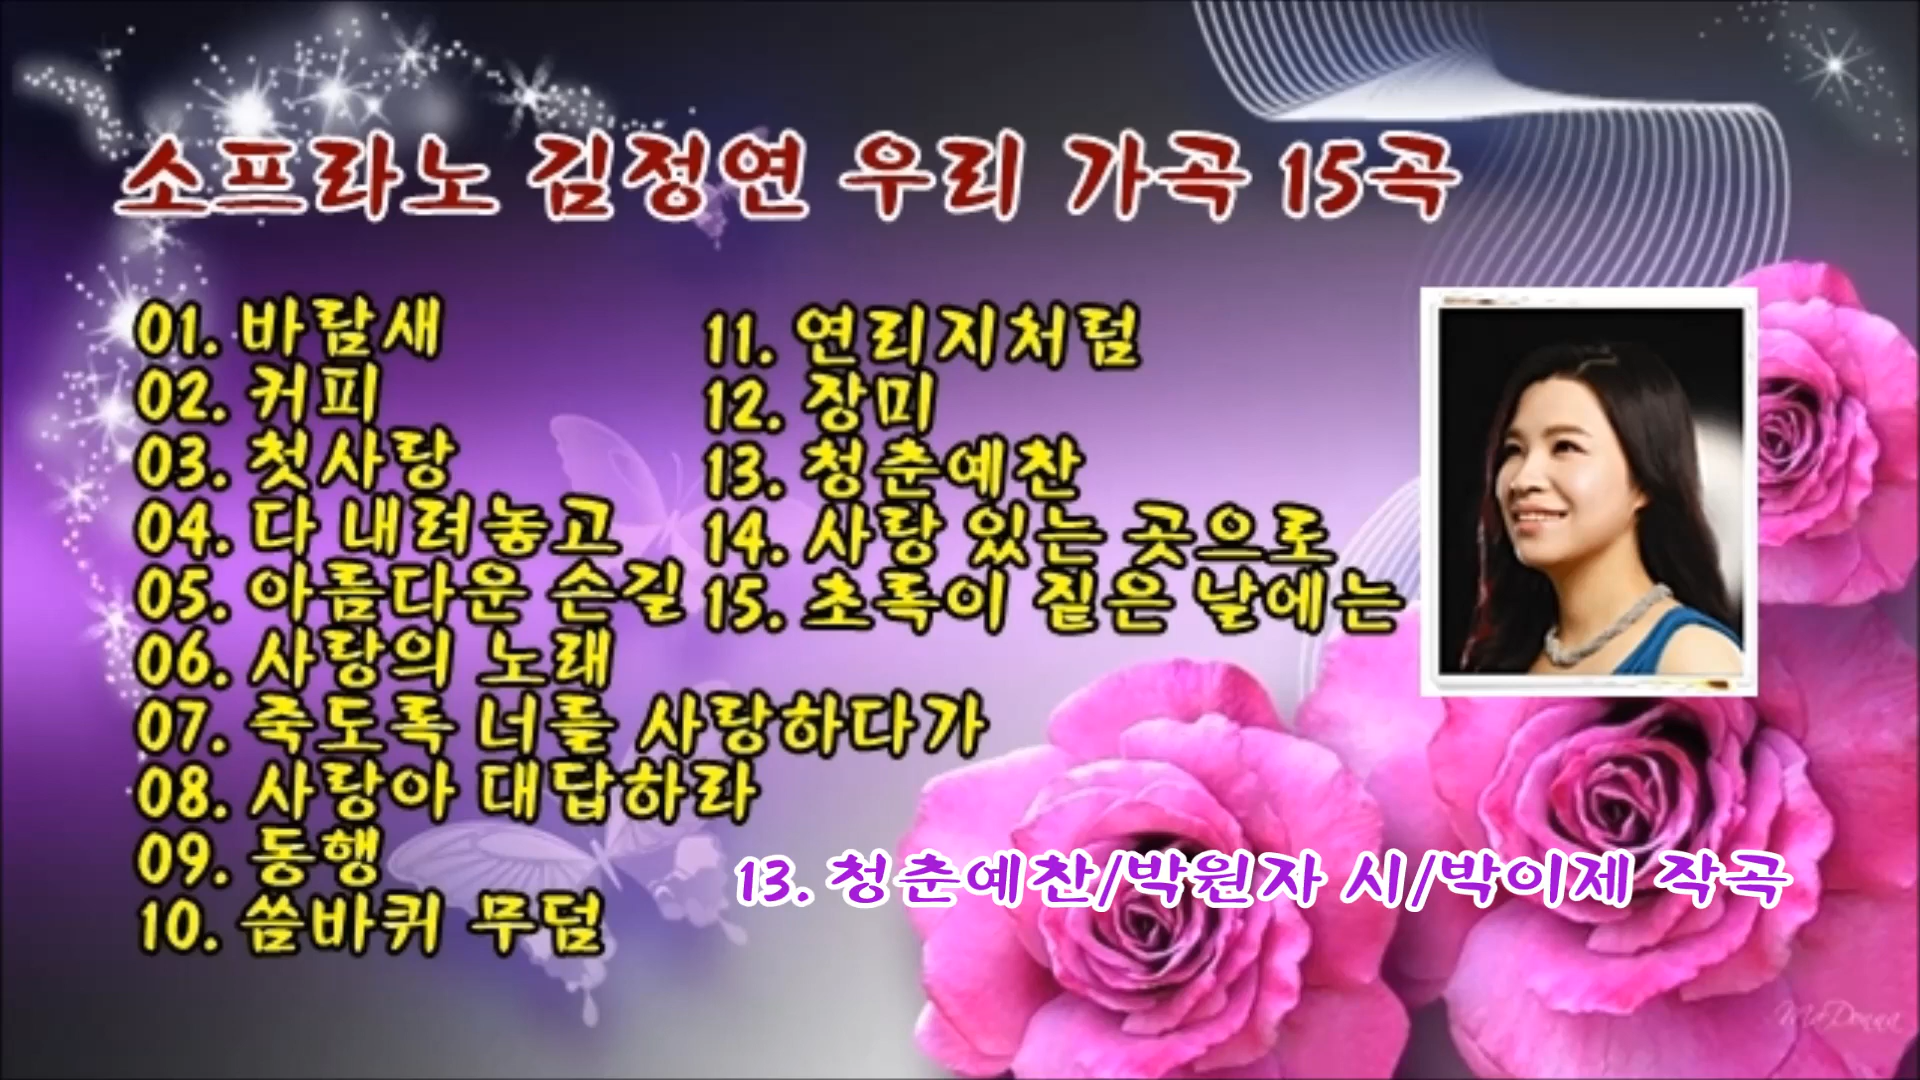 소프라노 김정연 우리 가곡 15곡
01. 바람새
02. 커피
03. 첫사랑
04. 다 내려놓고
05. 아름다운 손길
06. 사랑의 노래
07. 죽도록 너를 사랑하다가
08. 사랑아 대답하라
09. 동행
10. 씀바퀴 무덤
11. 연리지처럼
12. 장미
13. 청춘예찬
14. 사랑 있는 곳으로
15. 초록이 짙은 날에는
13. 청춘예찬/박원자 시/박이제 작곡
MaDonna